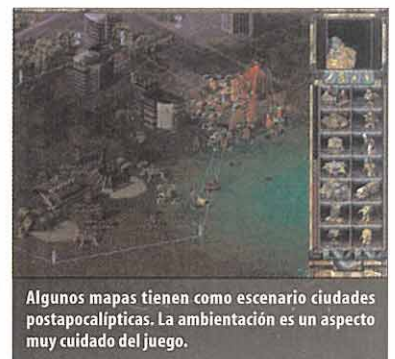 Algunos mapas tienen como escenario ciudades
postapocalípticas. La ambientación es un aspecto
muy cuidado del juego.